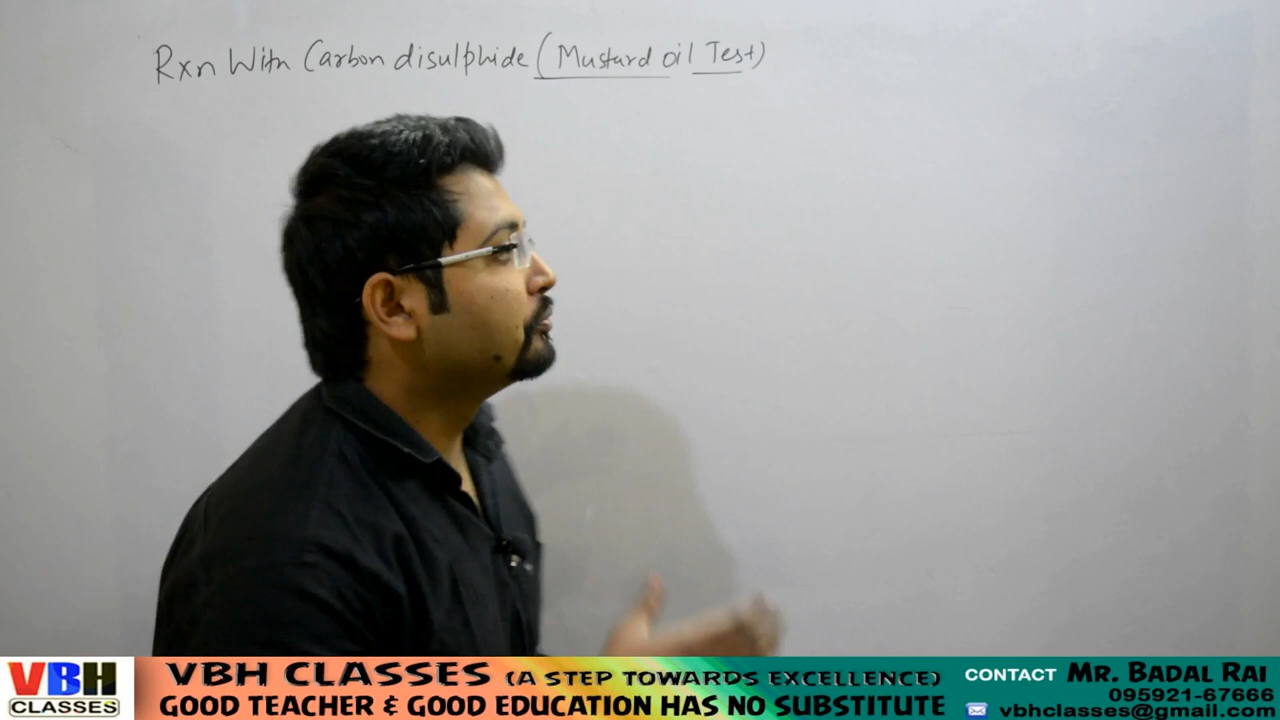 Rxn With Carbon disulphide (Mustard oil Test)
VBH CLASSES
VBH CLASSES (A STEP TOWARDS EXCELLENCE)
GOOD TEACHER & GOOD EDUCATION HAS NO SUBSTITUTE
CONTACT MR. BADAL RAI
095921-67666
vbhclasses@gmail.com